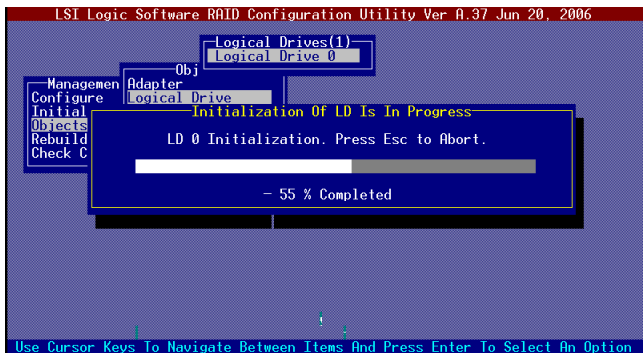 LSI Logic Software RAID Configuration Utility Ver A.37 Jun 20, 2006
Logical Drives(1)
Logical Drive 0
Obj
Managemen
Adapter
Configure
Logical Drive
Initial
Initialization Of LD Is In Progress
Objects
Rebuild
LD 0 Initialization. Press Esc to Abort.
Check C
- 55 % Completed
Use Cursor Keys To Navigate Between Items And Press Enter To Select An Option